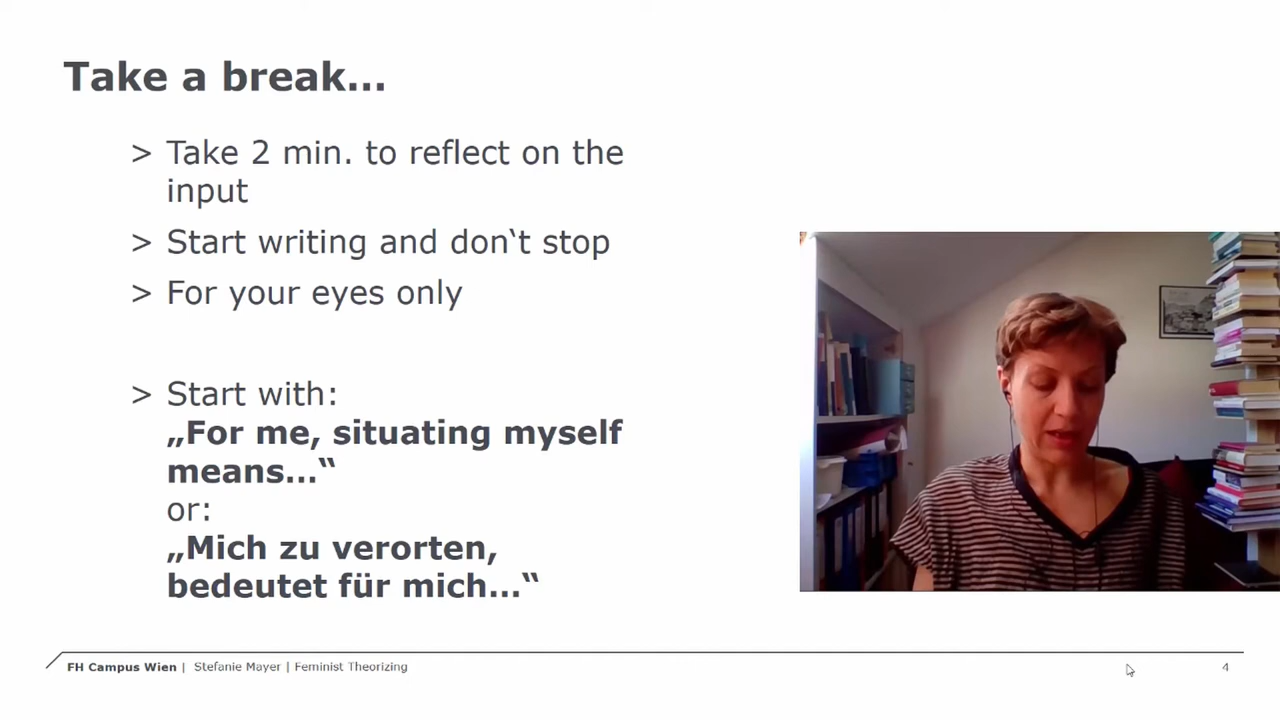 Take a break...
> Take 2 min. to reflect on the
input
> Start writing and don‘t stop
> For your eyes only
> Start with:
„For me, situating myself
means...“
or:
„Mich zu verorten,
bedeutet für mich...“
FH Campus Wien | Stefanie Mayer | Feminist Theorizing
4